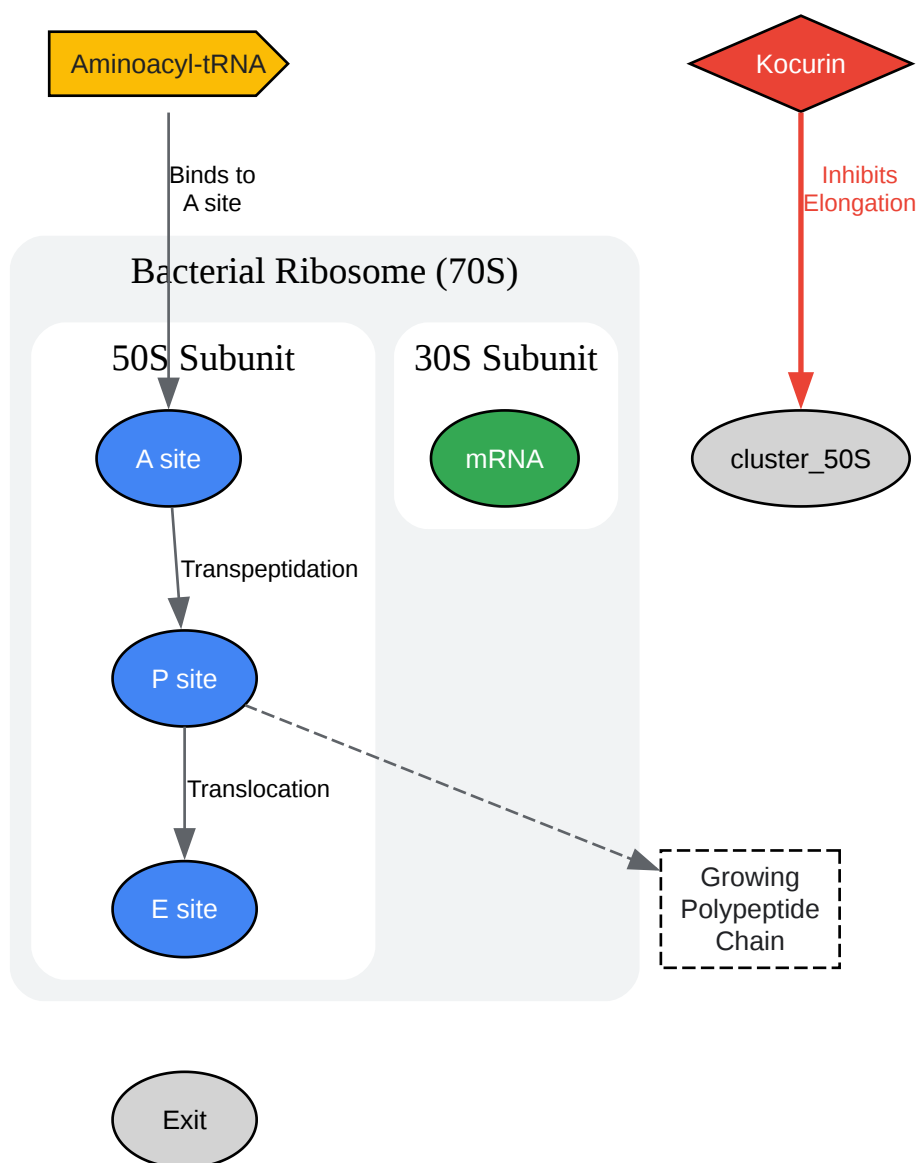 Aminoacyl-tRNA
Kocurin
Binds to
A site
Inhibits
Elongation
Bacterial Ribosome (70S)
50S Subunit
30S Subunit
A site
mRNA
cluster_50S
Transpeptidation
P site
Translocation
Growing
Polypeptide
Chain
E site
Exit